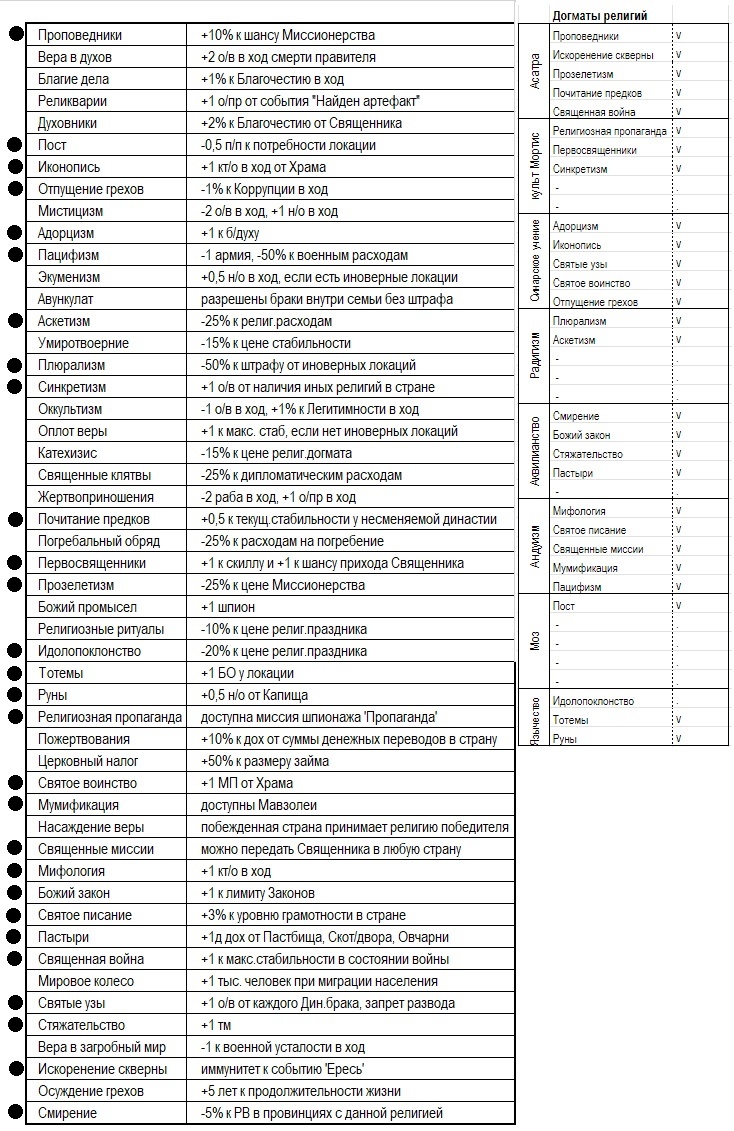 Проповедники +10% к шансу Миссионерства
Вера в духов +2 о/в в ход смерти правителя
Благие дела +1% к Благочестию в ход
Реликварии +1 о/пр от события "Найден артефакт"
Духовники +2% к Благочестию от Священника
Пост -0,5 п/п к потребности локации
Иконопись +1 кт/о в ход от Храма
Отпущение грехов -1% к Коррупции в ход
Мистицизм -2 о/в в ход, +1 н/о в ход
Адорцизм +1 к б/духу
Пацифизм -1 армия, -50% к военным расходам
Экуменизм +0,5 н/о в ход, если есть иноверные локации
Авункулат разрешены браки внутри семьи без штрафа
Аскетизм -25% к религ.расходам
Умиротвоерние -15% к цене стабильности
Плюрализм -50% к штрафу от иноверных локаций
Синкретизм +1 о/в от наличия иных религий в стране
Оккультизм -1 о/в в ход, +1% к Легитимности в ход
Оплот веры +1 к макс. стаб, если нет иноверных локаций
Катехизис -15% к цене религ.догмата
Священные клятвы -25% к дипломатическим расходам
Жертвоприношения -2 раба в ход, +1 о/пр в ход
Почитание предков +0,5 к текущ.стабильности у несменяемой династии
Погребальный обряд -25% к расходам на погребение
Первосвященники +1 к скиллу и +1 к шансу прихода Священника
Прозелетизм -25% к цене Миссионерства
Божий промысел +1 шпион
Религиозные ритуалы -10% к цене религ.праздника
Идолопоклонство -20% к цене религ.праздника
Тотемы +1 БО у локации
Руны +0,5 н/о от Капища
Религиозная пропаганда доступна миссия шпионажа 'Пропаганда'
Пожертвования +10% к дох от суммы денежных переводов в страну
Церковный налог +50% к размеру займа
Святое воинство +1 МП от Храма
Мумификация доступны Мавзолеи
Насаждение веры побежденная страна принимает религию победителя
Священные миссии можно передать Священника в любую страну
Мифология +1 кт/о в ход
Божий закон +1 к лимиту Законов
Святое писание +3% к уровню грамотности в стране
Пастыри +1д дох от Пастбища, Скот/двора, Овчарни
Священная война +1 к макс.стабильности в состоянии войны
Мировое колесо +1 тыс. человек при миграции населения
Святые узы +1 о/в от каждого Дин.брака, запрет развода
Стяжательство +1 тм
Вера в загробный мир -1 к военной усталости в ход
Искоренение скверны иммунитет к событию 'Ересь'
Осуждение грехов +5 лет к продолжительности жизни
Смирение -5% к РВ в провинциях с данной религией
Догматы религий
Асатра
Проповедники v
Искоренение скверны v
Прозелетизм v
Почитание предков v
Священная война v
культ Мортис
Религиозная пропаганда v
Первосвященники v
Синкретизм v
- .
- .
Синарское учение
Адорцизм v
Иконопись v
Святые узы v
Святое воинство v
Отпущение грехов v
Радигизм
Плюрализм v
Аскетизм v
- .
- .
- .
Аквилианство
Смирение v
Божий закон v
Стяжательство v
Пастыри v
- .
Андуизм
Мифология v
Святое писание v
Священные миссии v
Мумификация v
Пацифизм v
Моз
Пост v
- .
- .
- .
- .
Язычество
Идолопоклонство .
Тотемы v
Руны v